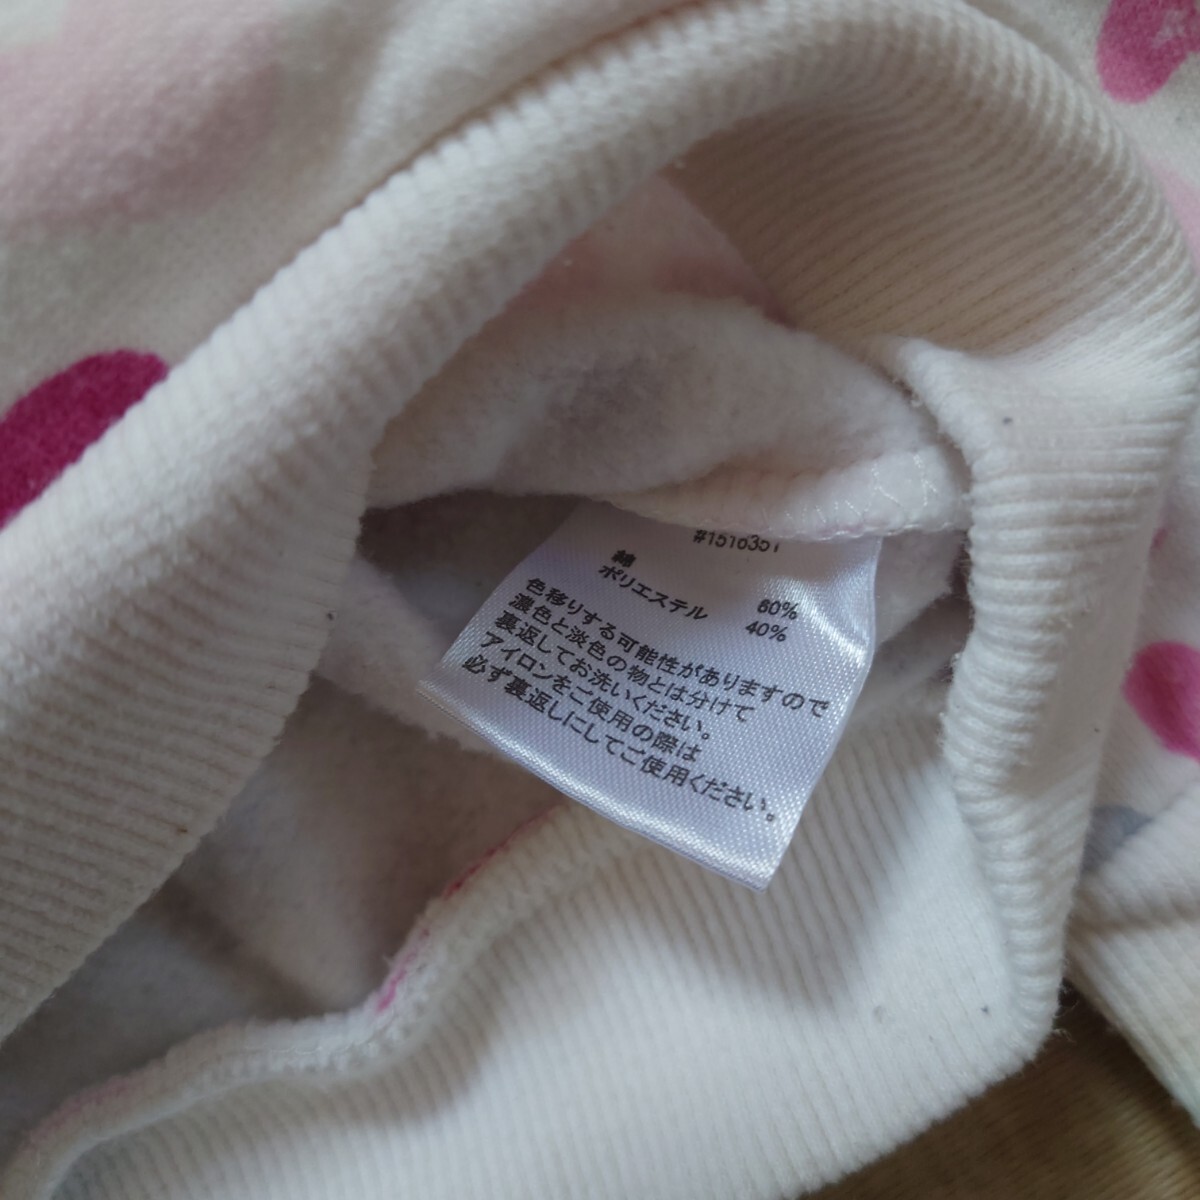 #1516351
綿 60%
ポリエステル 40%
色移りする可能性がありますので
濃色と淡色の物とは分けて
裏返してお洗いください。
アイロンをご使用の際は
必ず裏返しにしてご使用ください。